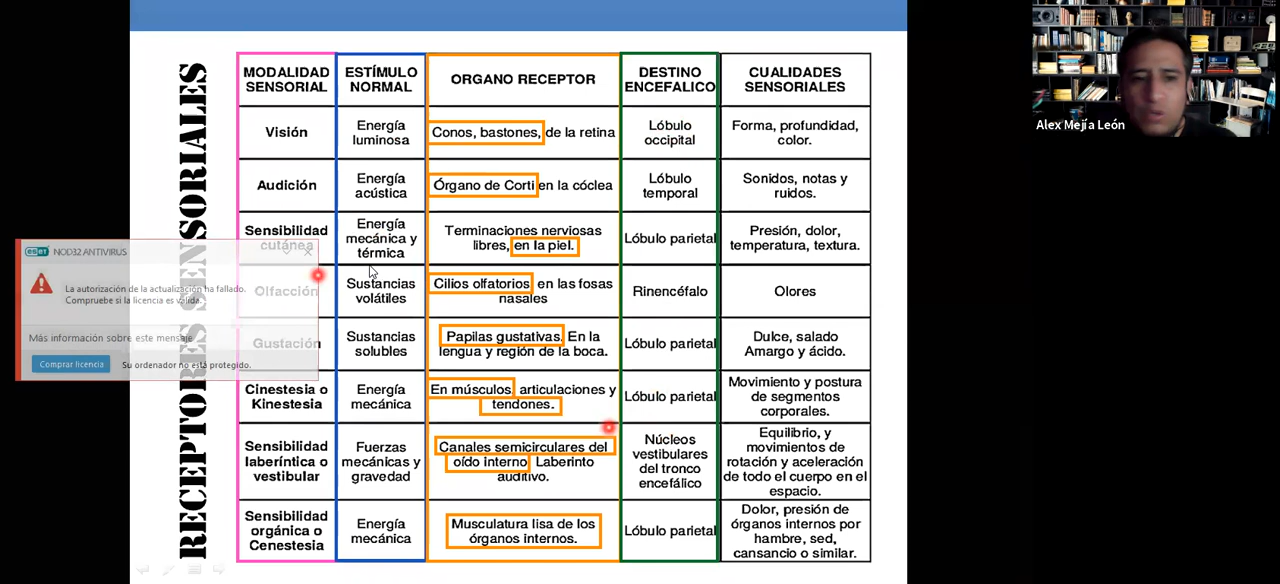 RECEPTORES SENSORIALES
MODALIDAD
SENSORIAL
ESTÍMULO
NORMAL
ORGANO RECEPTOR
DESTINO
ENCEFALICO
CUALIDADES
SENSORIALES
Visión
Energía
luminosa
Conos, bastones, de la retina
Lóbulo
occipital
Forma, profundidad,
color.
Audición
Energía
acústica
Órgano de Corti en la cóclea
Lóbulo
temporal
Sonidos, notas y
ruidos.
Sensibilidad
cutánea
Energía
mecánica y
térmica
Terminaciones nerviosas
libres, en la piel.
Lóbulo parietal
Presión, dolor,
temperatura, textura.
Olfacción
Sustancias
volátiles
Cilios olfatorios en las fosas
nasales
Rinencéfalo
Olores
Gustación
Sustancias
solubles
Papilas gustativas. En la
lengua y región de la boca.
Lóbulo parietal
Dulce, salado
Amargo y ácido.
Cinestesia o
Kinestesia
Energía
mecánica
En músculos, articulaciones y
tendones.
Lóbulo parietal
Movimiento y postura
de segmentos
corporales.
Sensibilidad
laberíntica o
vestibular
Fuerzas
mecánicas y
gravedad
Canales semicirculares del
oído interno. Laberinto
auditivo.
Núcleos
vestibulares
del tronco
encefálico
Equilibrio, y
movimientos de
rotación y aceleración
de todo el cuerpo en el
espacio.
Sensibilidad
orgánica o
Cenestesia
Energía
mecánica
Musculatura lisa de los
órganos internos.
Lóbulo parietal
Dolor, presión de
órganos internos por
hambre, sed,
cansancio o similar.
eset NOD32 ANTIVIRUS
La autorización de la actualización ha fallado.
Compruebe si la licencia es válida.
Más información sobre este mensaje
Comprar licencia
Su ordenador no está protegido.
Alex Mejía León